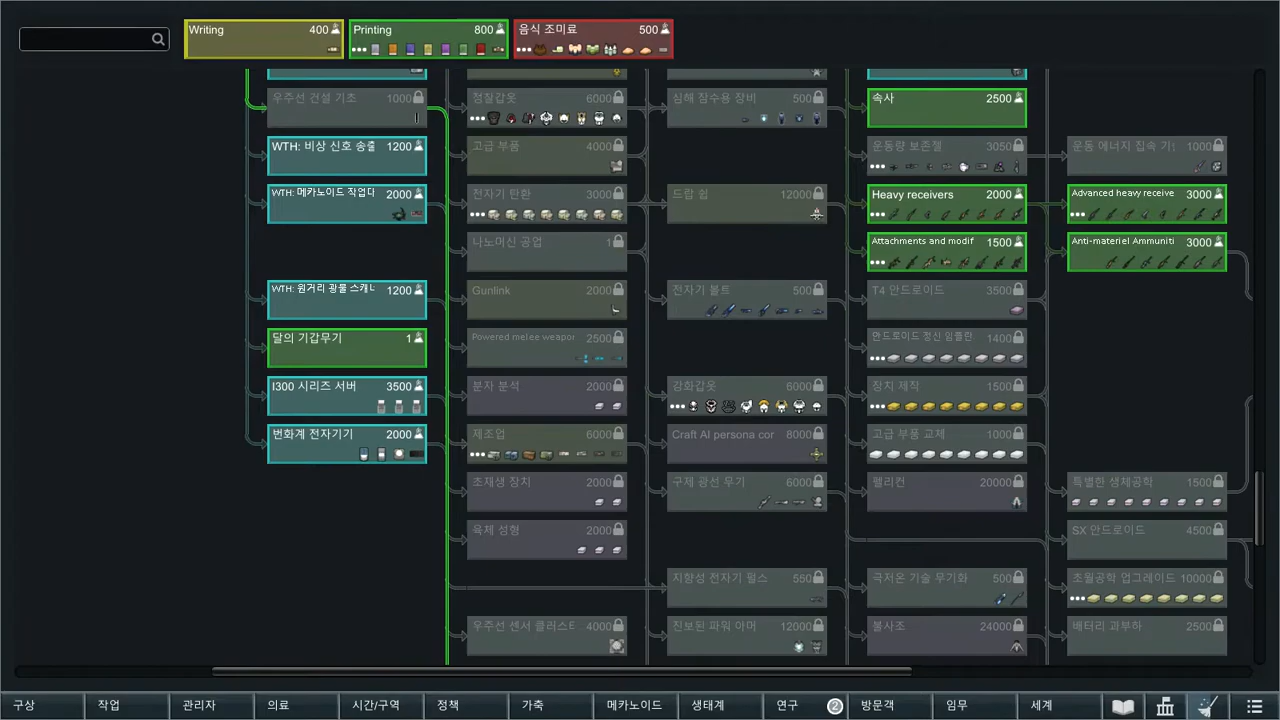 Writing 400
Printing 800
음식 조미료 500
우주선 건설 기초 1000
정찰갑옷 6000
심해 잠수용 장비 500
속사 2500
WTH: 비상 신호 송출 1200
고급 부품 4000
운동량 보존젤 3050
운동 에너지 집속 기 1000
WTH: 메카노이드 작업대 2000
전자기 탄환 3000
드랍 쉽 12000
Heavy receivers 2000
Advanced heavy receive 3000
나노머신 공업 1
Attachments and modif 1500
Anti-materiel Ammuniti 3000
WTH: 원거리 광물 스캐너 1200
Gunlink 2000
전자기 볼트 500
T4 안드로이드 3500
달의 기갑무기 1
Powered melee weapor 2500
안드로이드 정신 임플란 1400
I300 시리즈 서버 3500
분자 분석 2000
강화갑옷 6000
장치 제작 1500
번화계 전자기기 2000
제조업 6000
Craft AI persona cor 8000
고급 부품 교체 1000
초재생 장치 2000
구제 광선 무기 6000
펠리컨 20000
특별한 생체공학 1500
육체 성형 2000
SX 안드로이드 4500
지향성 전자기 펄스 550
극저온 기술 무기화 500
초월공학 업그레이드 10000
우주선 센서 클러스터 4000
진보된 파워 아머 12000
불사조 24000
배터리 과부하 2500
구상 작업 관리자 의료 시간/구역 정책 가축 메카노이드 생태계 연구 2 방문객 임무 세계